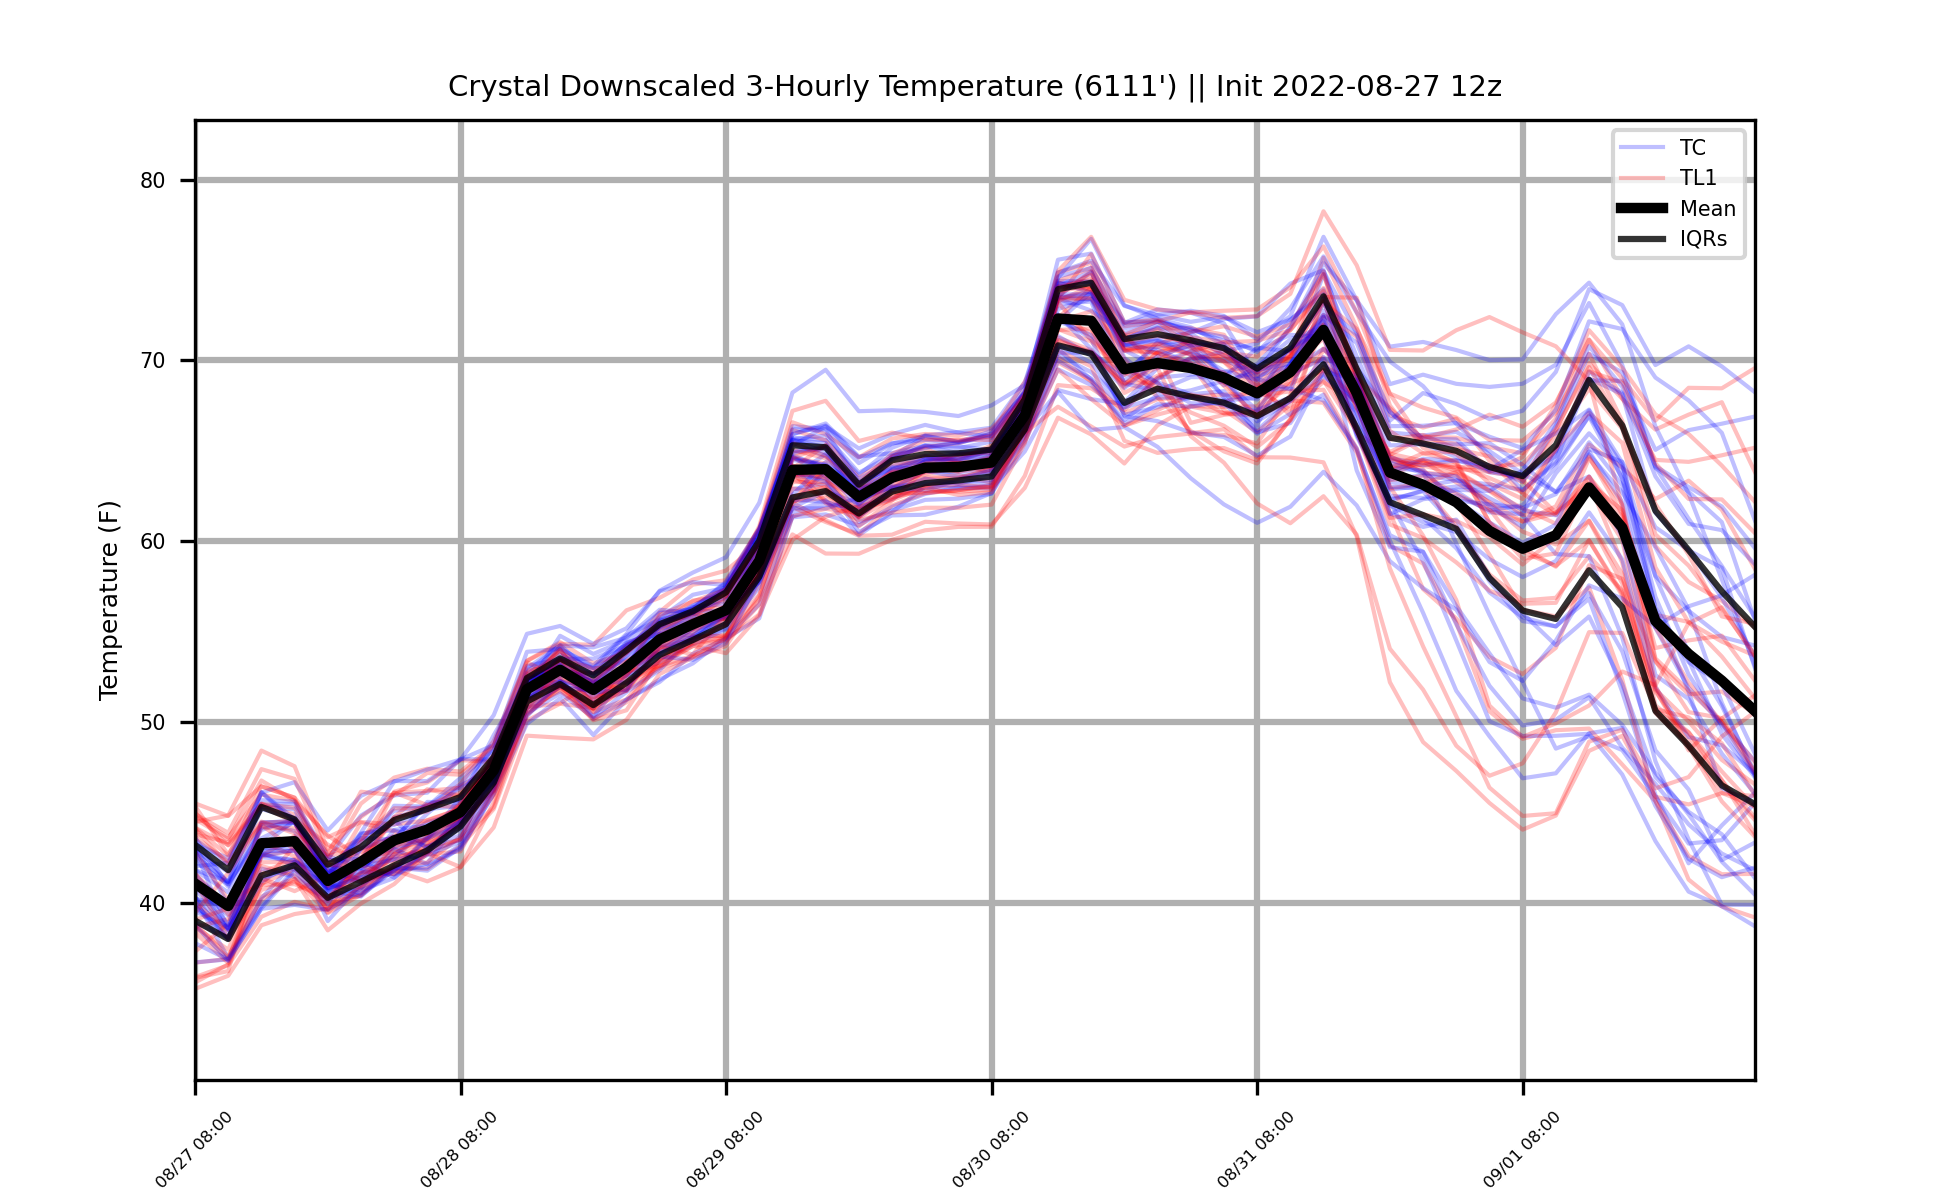 Crystal Downscaled 3-Hourly Temperature (6111') || Init 2022-08-27 12z
TC
TL1
Mean
IQRs
Temperature (F)
80
70
60
50
40
08/27 08:00
08/28 08:00
08/29 08:00
08/30 08:00
08/31 08:00
09/01 08:00